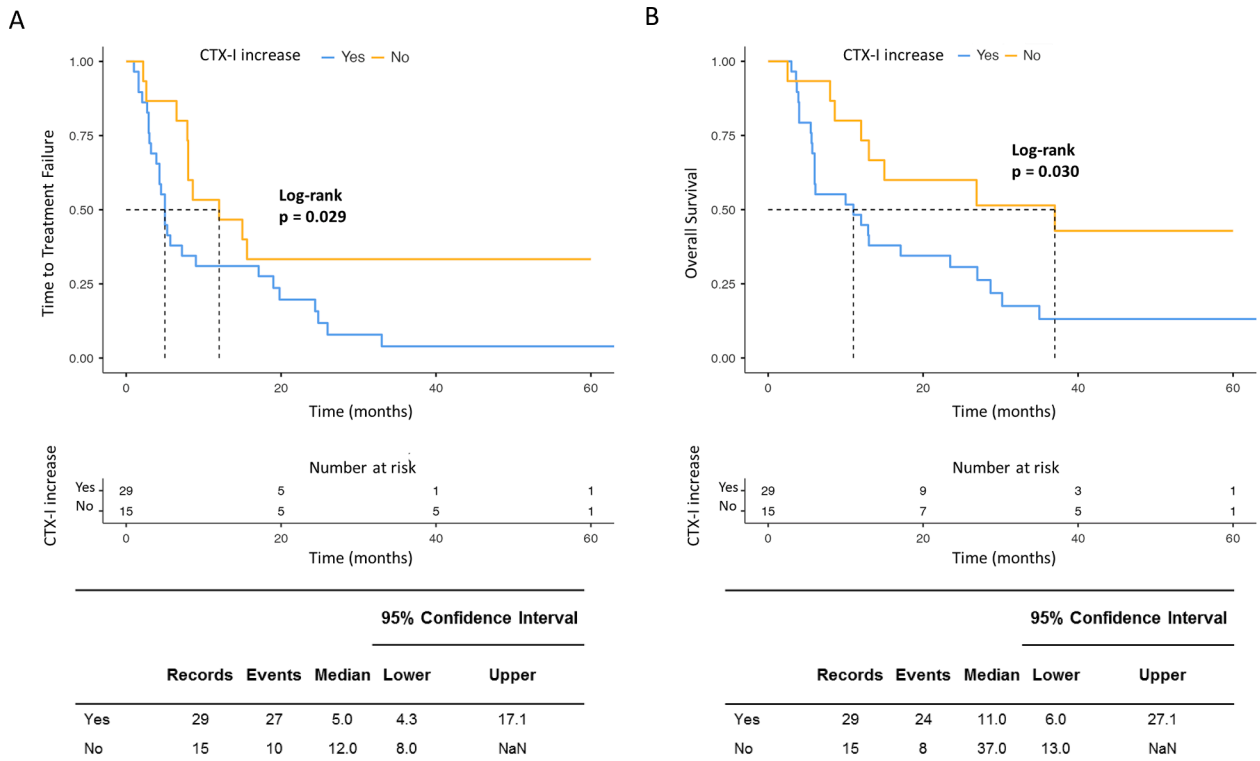 A
CTX-I increase Yes No
1.00
0.75
0.50
0.25
0.00
Time to Treatment Failure
Log-rank
p = 0.029
0 20 40 60
Time (months)
Number at risk
CTX-I increase
Yes 29 5 1 1
No 15 5 5 1
0 20 40 60
Time (months)
95% Confidence Interval
Records Events Median Lower Upper
Yes 29 27 5.0 4.3 17.1
No 15 10 12.0 8.0 NaN
B
CTX-I increase Yes No
1.00
0.75
0.50
0.25
0.00
Overall Survival
Log-rank
p = 0.030
0 20 40 60
Time (months)
Number at risk
CTX-I increase
Yes 29 9 3 1
No 15 7 5 1
0 20 40 60
Time (months)
95% Confidence Interval
Records Events Median Lower Upper
Yes 29 24 11.0 6.0 27.1
No 15 8 37.0 13.0 NaN